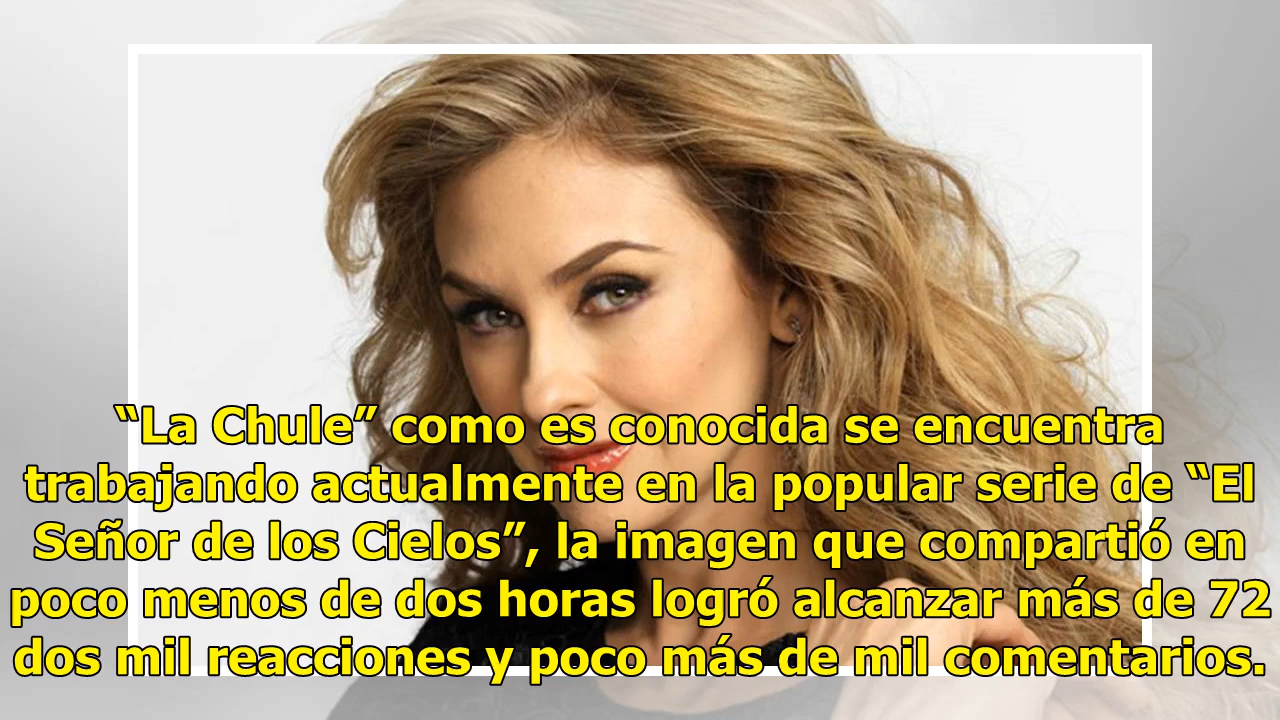 “La Chule” como es conocida se encuentra
trabajando actualmente en la popular serie de “El
Señor de los Cielos”, la imagen que compartió en
poco menos de dos horas logró alcanzar más de 72
dos mil reacciones y poco más de mil comentarios.